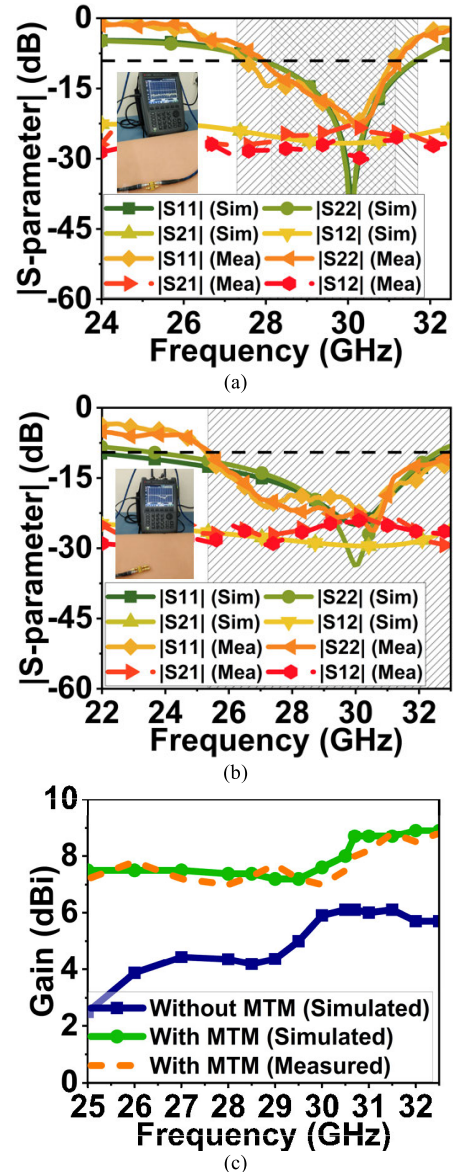 0
-15
-30
-45
-60
|S-parameter| (dB)
|S11| (Sim) |S22| (Sim)
|S21| (Sim) |S12| (Sim)
|S11| (Mea) |S22| (Mea)
|S21| (Mea) |S12| (Mea)
24 26 28 30 32
Frequency (GHz)
(a)
0
-15
-30
-45
-60
|S-parameter| (dB)
|S11| (Sim) |S22| (Sim)
|S21| (Sim) |S12| (Sim)
|S11| (Mea) |S22| (Mea)
|S21| (Mea) |S12| (Mea)
22 24 26 28 30 32
Frequency (GHz)
(b)
10
8
6
4
2
0
Gain (dBi)
Without MTM (Simulated)
With MTM (Simulated)
With MTM (Measured)
25 26 27 28 29 30 31 32
Frequency (GHz)
(c)